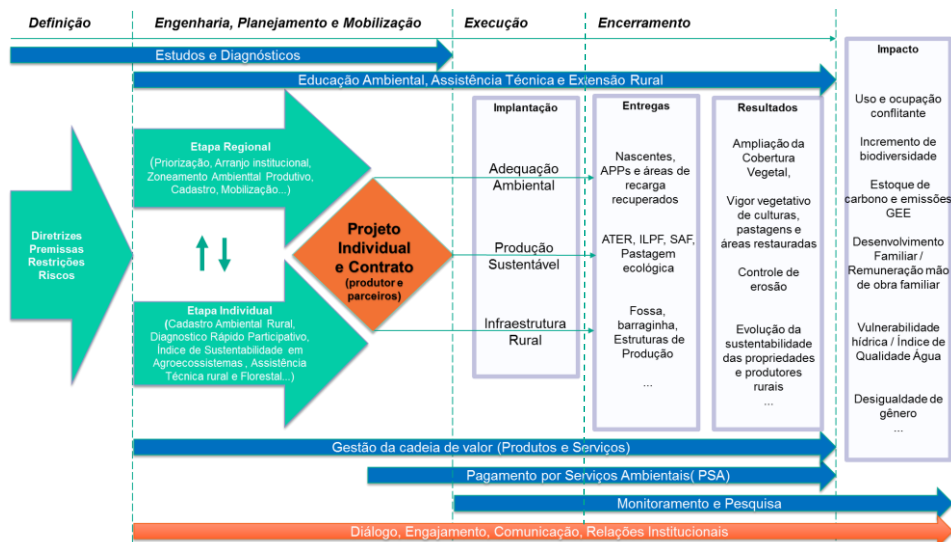 Definição
Engenharia, Planejamento e Mobilização
Execução
Encerramento
Estudos e Diagnósticos
Educação Ambiental, Assistência Técnica e Extensão Rural
Diretrizes
Premissas
Restrições
Riscos
Etapa Regional
(Priorização, Arranjo institucional,
Zoneamento Ambienttal Produtivo,
Cadastro, Mobilização...)
Etapa Individual
(Cadastro Ambiental Rural,
Diagnostico Rápido Participativo,
Índice de Sustentabilidade em
Agroecossistemas , Assistência
Técnica rural e Florestal...)
Projeto
Individual
e Contrato
(produtor e
parceiros)
Implantação
Adequação
Ambiental
Produção
Sustentável
Infraestrutura
Rural
Entregas
Nascentes,
APPs e áreas de
recarga
recuperados
ATER, ILPF, SAF,
Pastagem
ecológica
Fossa,
barraginha,
Estruturas de
Produção
...
Resultados
Ampliação da
Cobertura
Vegetal,
Vigor vegetativo
de culturas,
pastagens e
áreas restauradas
Controle de
erosão
Evolução da
sustentabilidade
das propriedades
e produtores
rurais
...
Impacto
Uso e ocupação
conflitante
Incremento de
biodiversidade
Estoque de
carbono e emissões
GEE
Desenvolvimento
Familiar /
Remuneração mão
de obra familiar
Vulnerabilidade
hídrica / Índice de
Qualidade Água
Desigualdade de
gênero
...
Gestão da cadeia de valor (Produtos e Serviços)
Pagamento por Serviços Ambientais( PSA)
Monitoramento e Pesquisa
Diálogo, Engajamento, Comunicação, Relações Institucionais